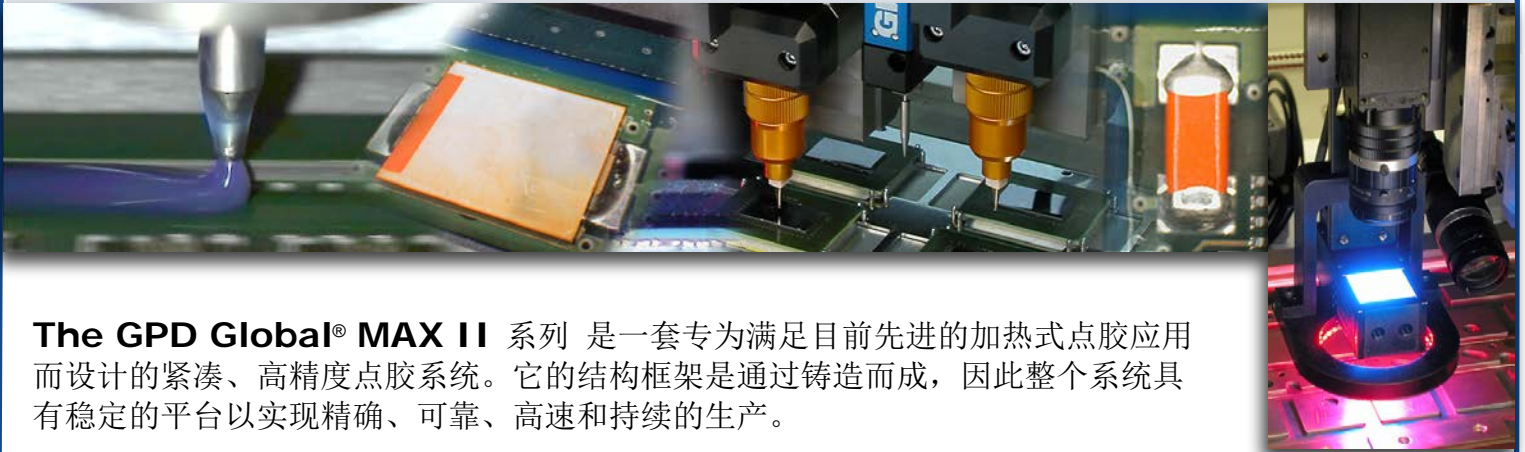 .GI
The GPD Global® MAX II 系列 是一套专为满足目前先进的加热式点胶应用
而设计的紧凑、高精度点胶系统。它的结构框架是通过铸造而成，因此整个系统具
有稳定的平台以实现精确、可靠、高速和持续的生产。